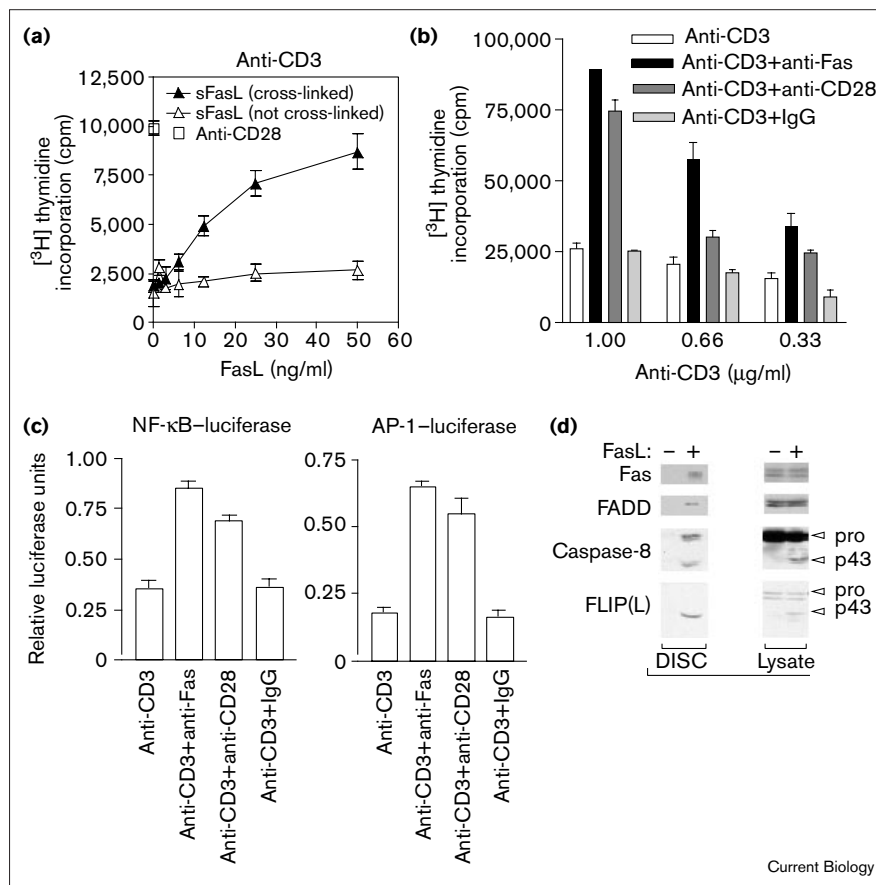 (a)
Anti-CD3
12,500
10,000
7,500
5,000
2,500
0
[³H] thymidine
incorporation (cpm)
sFasL (cross-linked)
sFasL (not cross-linked)
Anti-CD28
0 10 20 30 40 50 60
FasL (ng/ml)
(b)
100,000
75,000
50,000
25,000
0
[³H] thymidine
incorporation (cpm)
Anti-CD3
Anti-CD3+anti-Fas
Anti-CD3+anti-CD28
Anti-CD3+IgG
1.00 0.66 0.33
Anti-CD3 (µg/ml)
(c)
NF-κB–luciferase
Relative luciferase units
1.00
0.75
0.50
0.25
0
Anti-CD3
Anti-CD3+anti-Fas
Anti-CD3+anti-CD28
Anti-CD3+IgG
AP-1–luciferase
0.75
0.50
0.25
0
Anti-CD3
Anti-CD3+anti-Fas
Anti-CD3+anti-CD28
Anti-CD3+IgG
(d)
FasL: – + – +
Fas
FADD
Caspase-8
pro
p43
FLIP(L)
pro
p43
DISC Lysate
Current Biology